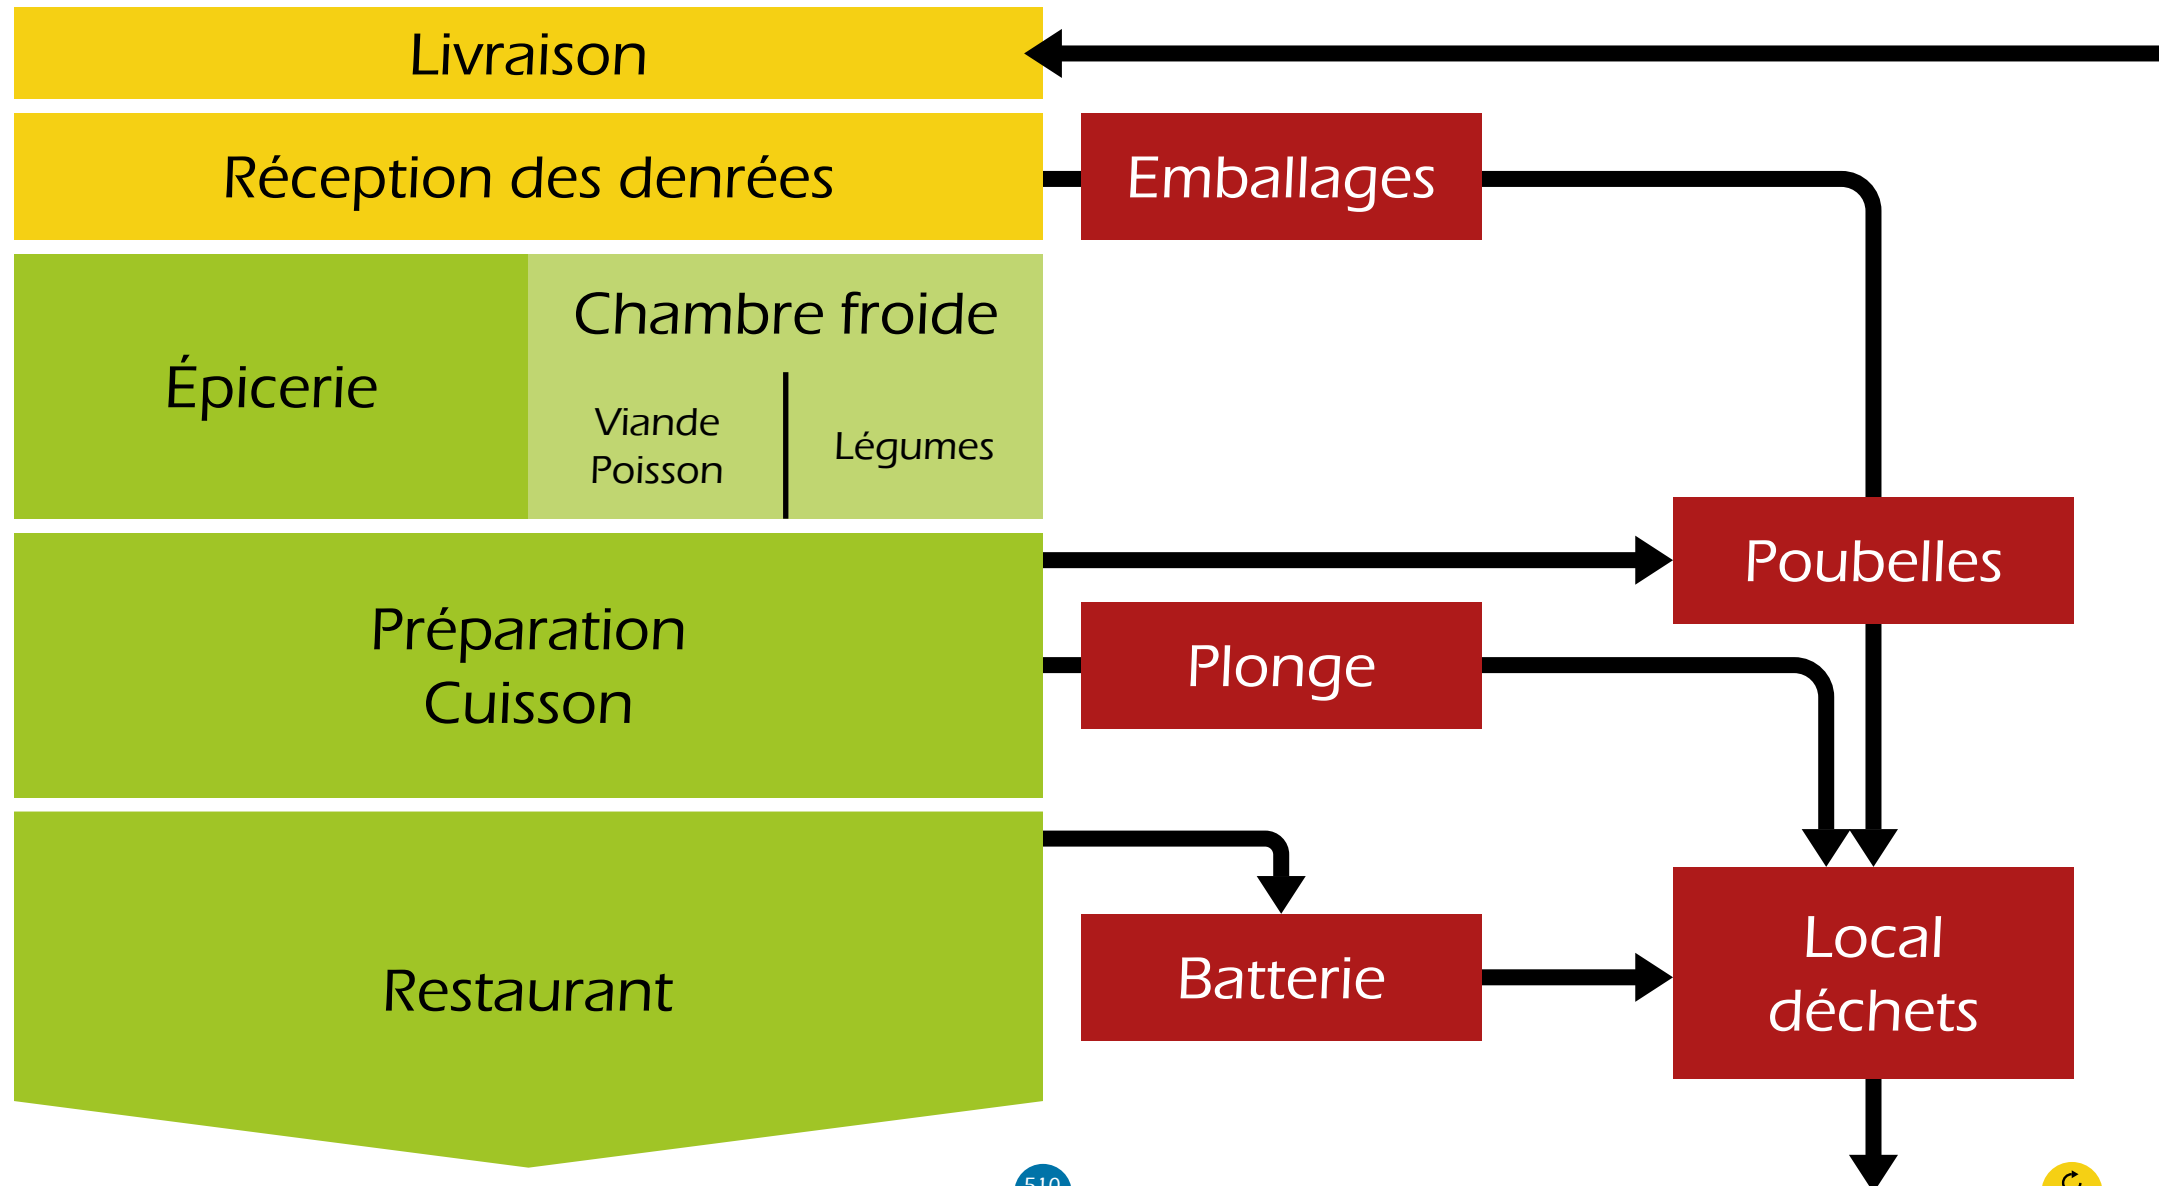 Livraison
Réception des denrées
Emballages
Épicerie
Chambre froide
Viande
Poisson
Légumes
Poubelles
Préparation
Cuisson
Plonge
Restaurant
Batterie
Local
déchets
510